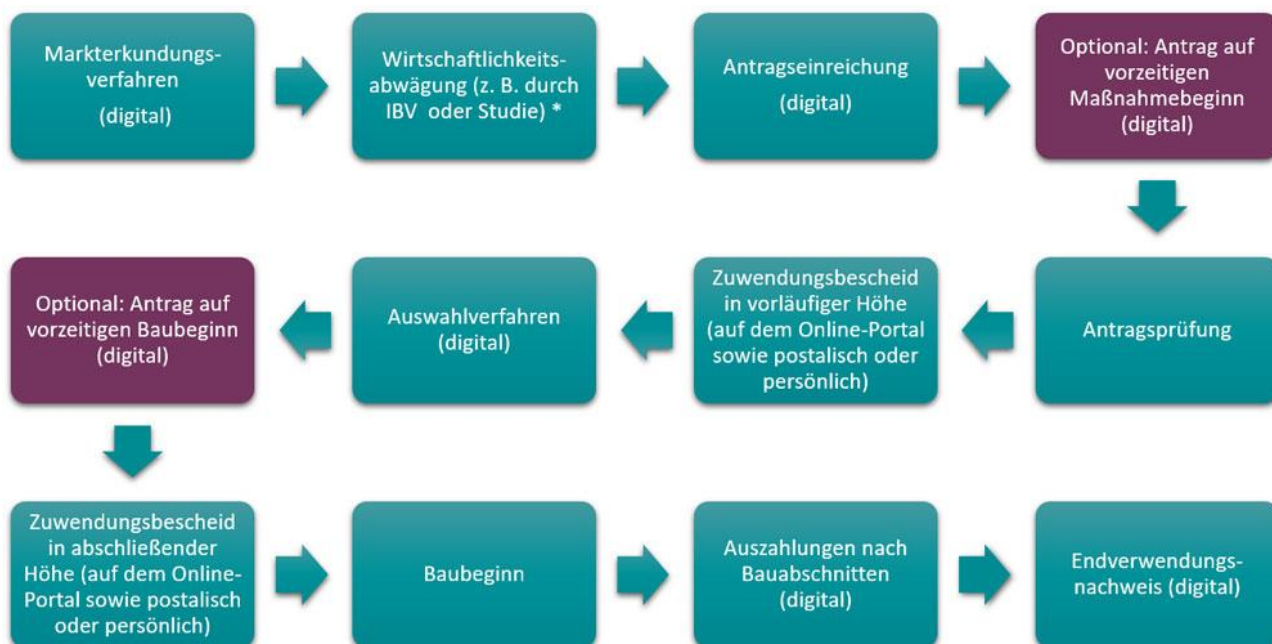 Markterkundungs-
verfahren
(digital)
Wirtschaftlichkeits-
abwägung (z. B. durch
IBV oder Studie) *
Antragseinreichung
(digital)
Optional: Antrag auf
vorzeitigen
Maßnahmebeginn
(digital)
Antragsprüfung
Zuwendungsbescheid
in vorläufiger Höhe
(auf dem Online-Portal
sowie postalisch oder
persönlich)
Auswahlverfahren
(digital)
Optional: Antrag auf
vorzeitigen Baubeginn
(digital)
Zuwendungsbescheid
in abschließender
Höhe (auf dem Online-
Portal sowie postalisch
oder persönlich)
Baubeginn
Auszahlungen nach
Bauabschnitten
(digital)
Endverwendungs-
nachweis (digital)